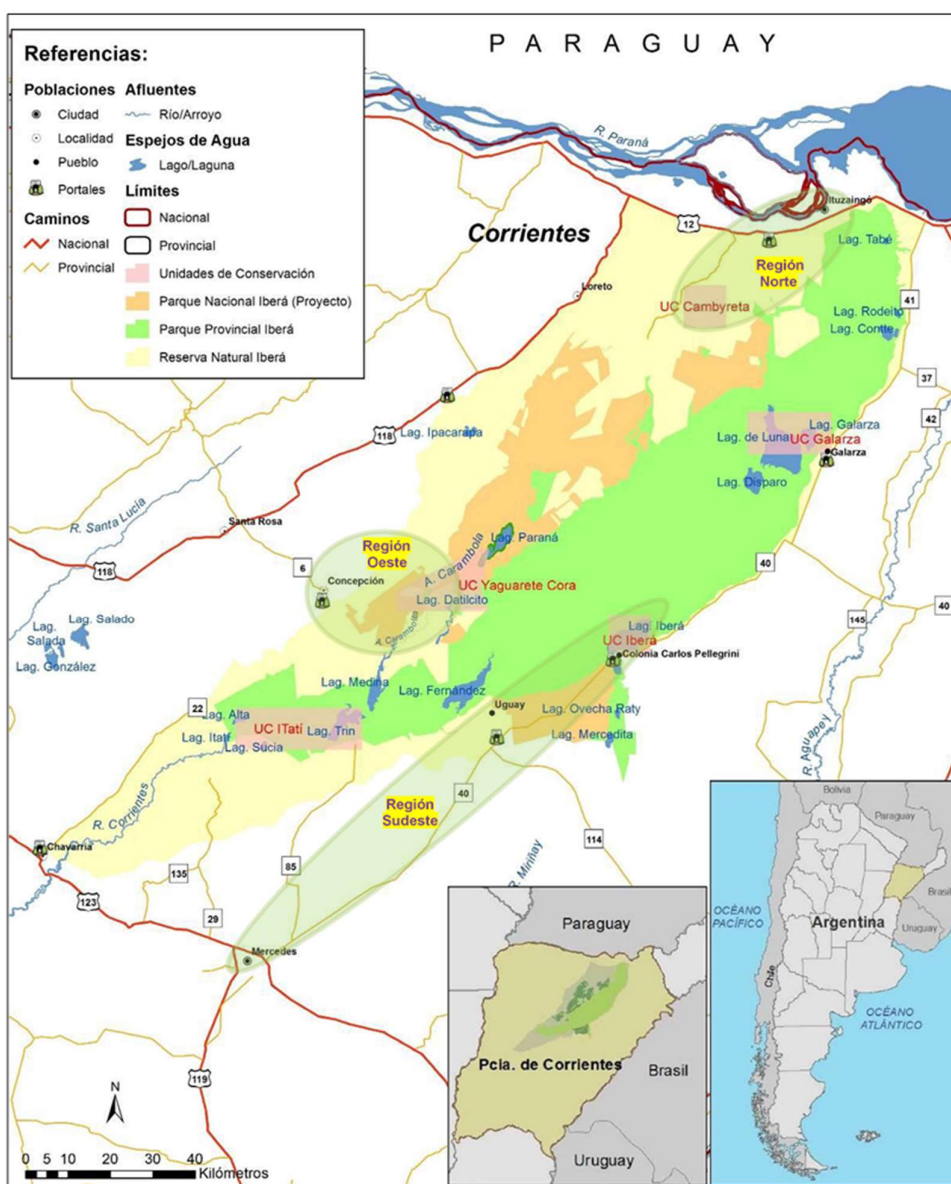 PARAGUAY
Referencias:
Poblaciones
Ciudad
Localidad
Pueblo
Portales
Caminos
Nacional
Provincial
Afluentes
Río/Arroyo
Espejos de Agua
Lago/Laguna
Límites
Nacional
Provincial
Unidades de Conservación
Parque Nacional Iberá (Proyecto)
Parque Provincial Iberá
Reserva Natural Iberá
R. Paraná
Ituzaingó
12
Corrientes
Lag. Tabé
Región
Norte
Loreto
UC Cambyreta
41
Lag. Rodeito
Lag. Contte
37
42
118
Lag. Ipacarapa
Lag. Galarza
Lag. de Luna
UC Galarza
Galarza
Lag. Disparo
R. Santa Lucía
Santa Rosa
Lag. Paraná
Región
Oeste
A. Carambola
118
6
Concepción
UC Yaguarete Cora
40
Lag. Datilcito
40
145
Lag. Salado
Lag.
Salada
Lag. González
A. Carambola
Lag. Iberá
UC Iberá
Colonia Carlos Pellegrini
Lag. Medina
Lag. Fernández
22
Uguay
Lag. Ovecha Raty
R. Aguapey
Lag. Alta
UC ITatí
Lag. Trin
Lag. Itatí
Lag. Sucia
Lag. Mercedita
40
Región
Sudeste
R. Corrientes
Chavarría
114
R. Miriñay
135
85
123
29
Mercedes
119
N
0 5 10 20 30 40
Kilómetros
Paraguay
Pcia. de Corrientes
Brasil
Uruguay
Bolivia
Paraguay
Brasil
OCÉANO
PACÍFICO
Argentina
Uruguay
Chile
OCÉANO
ATLÁNTICO